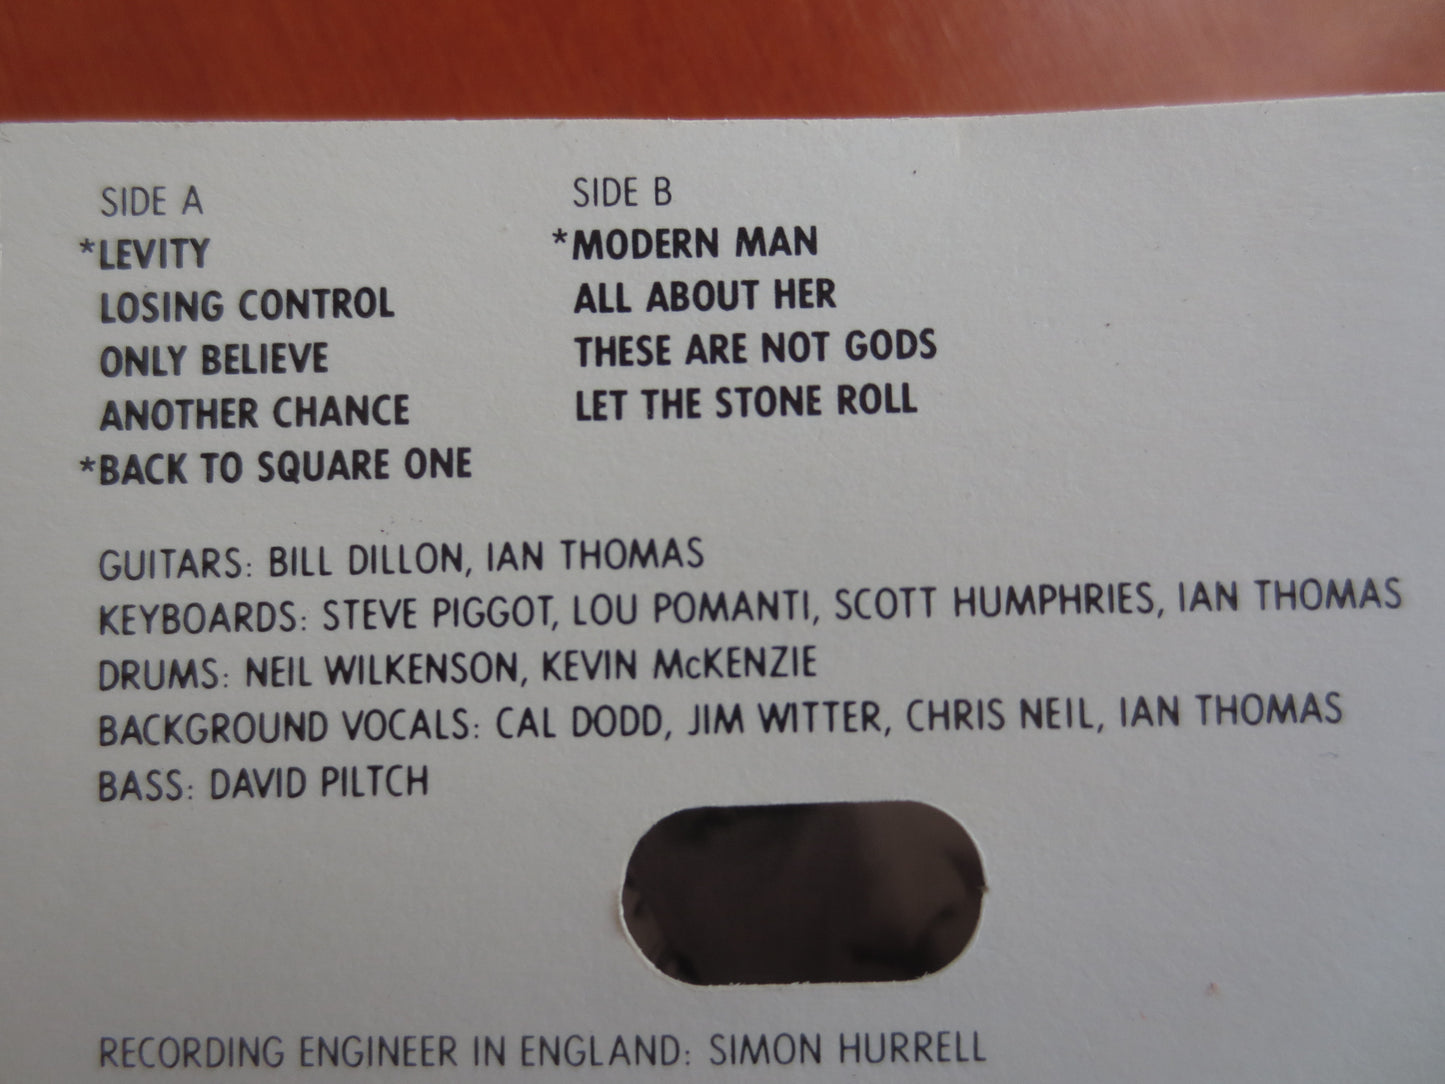 SIDE A
*LEVITY
LOSING CONTROL
ONLY BELIEVE
ANOTHER CHANCE
*BACK TO SQUARE ONE
SIDE B
*MODERN MAN
ALL ABOUT HER
THESE ARE NOT GODS
LET THE STONE ROLL
GUITARS: BILL DILLON, IAN THOMAS
KEYBOARDS: STEVE PIGGOT, LOU POMANTI, SCOTT HUMPHRIES, IAN THOMAS
DRUMS: NEIL WILKENSON, KEVIN McKENZIE
BACKGROUND VOCALS: CAL DODD, JIM WITTER, CHRIS NEIL, IAN THOMAS
BASS: DAVID PILTCH
RECORDING ENGINEER IN ENGLAND: SIMON HURRELL